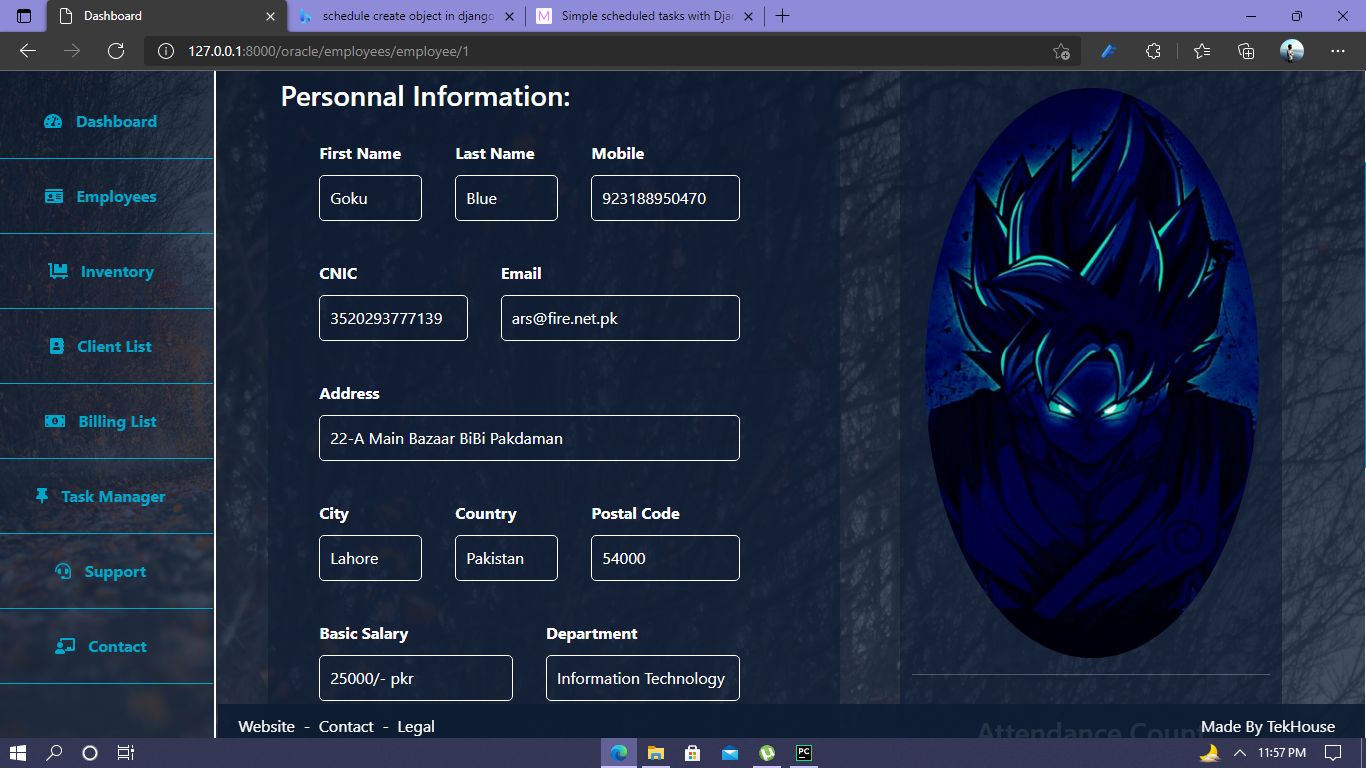 Dashboard
schedule create object in django
Simple scheduled tasks with Djan
127.0.0.1:8000/oracle/employees/employee/1
Dashboard
Employees
Inventory
Client List
Billing List
Task Manager
Support
Contact
Personnal Information:
First Name Last Name Mobile
Goku Blue 923188950470
CNIC Email
3520293777139 ars@fire.net.pk
Address
22-A Main Bazaar BiBi Pakdaman
City Country Postal Code
Lahore Pakistan 54000
Basic Salary Department
25000/- pkr Information Technology
Attendance Count
Website - Contact - Legal
Made By TekHouse
PC
11:57 PM